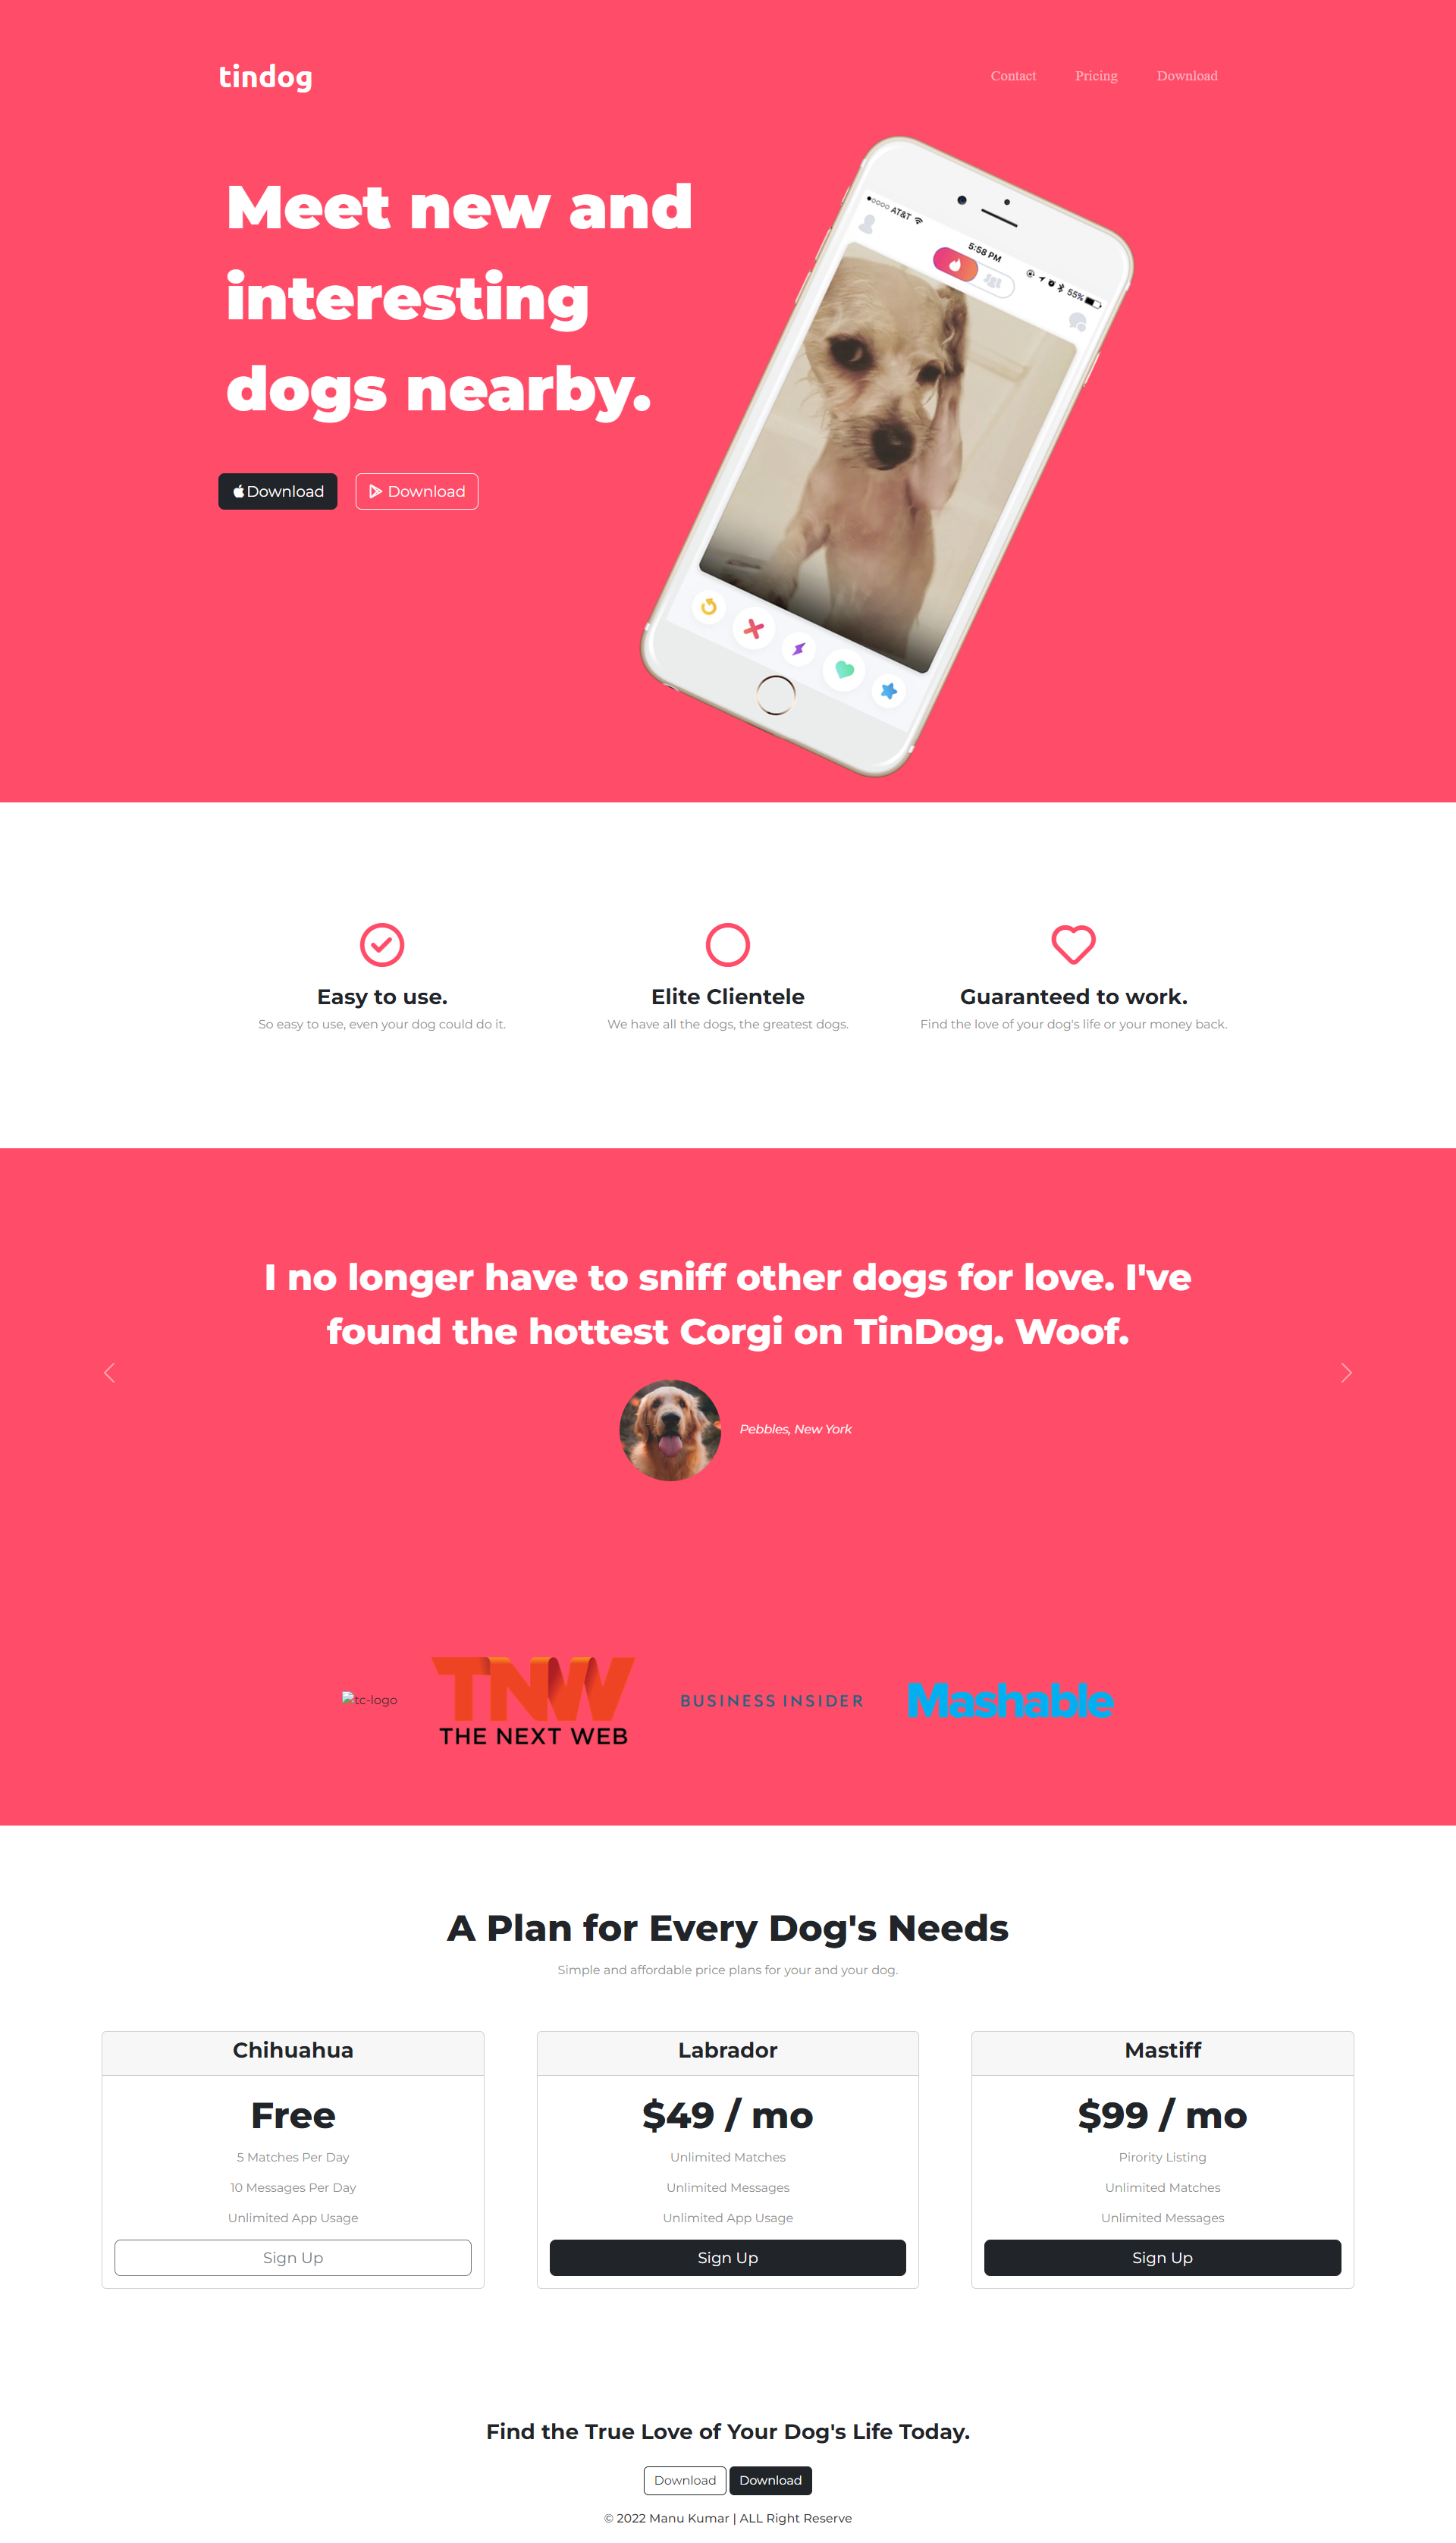 tindog
Contact Pricing Download
Meet new and
interesting
dogs nearby.
AT&T
5:58 PM
55%
Download Download
Easy to use.
So easy to use, even your dog could do it.
Elite Clientele
We have all the dogs, the greatest dogs.
Guaranteed to work.
Find the love of your dog's life or your money back.
I no longer have to sniff other dogs for love. I've
found the hottest Corgi on TinDog. Woof.
Pebbles, New York
tc-logo
TNW
THE NEXT WEB
BUSINESS INSIDER
Mashable
A Plan for Every Dog's Needs
Simple and affordable price plans for your and your dog.
Chihuahua
Free
5 Matches Per Day
10 Messages Per Day
Unlimited App Usage
Sign Up
Labrador
$49 / mo
Unlimited Matches
Unlimited Messages
Unlimited App Usage
Sign Up
Mastiff
$99 / mo
Pirority Listing
Unlimited Matches
Unlimited Messages
Sign Up
Find the True Love of Your Dog's Life Today.
Download Download
© 2022 Manu Kumar | ALL Right Reserve